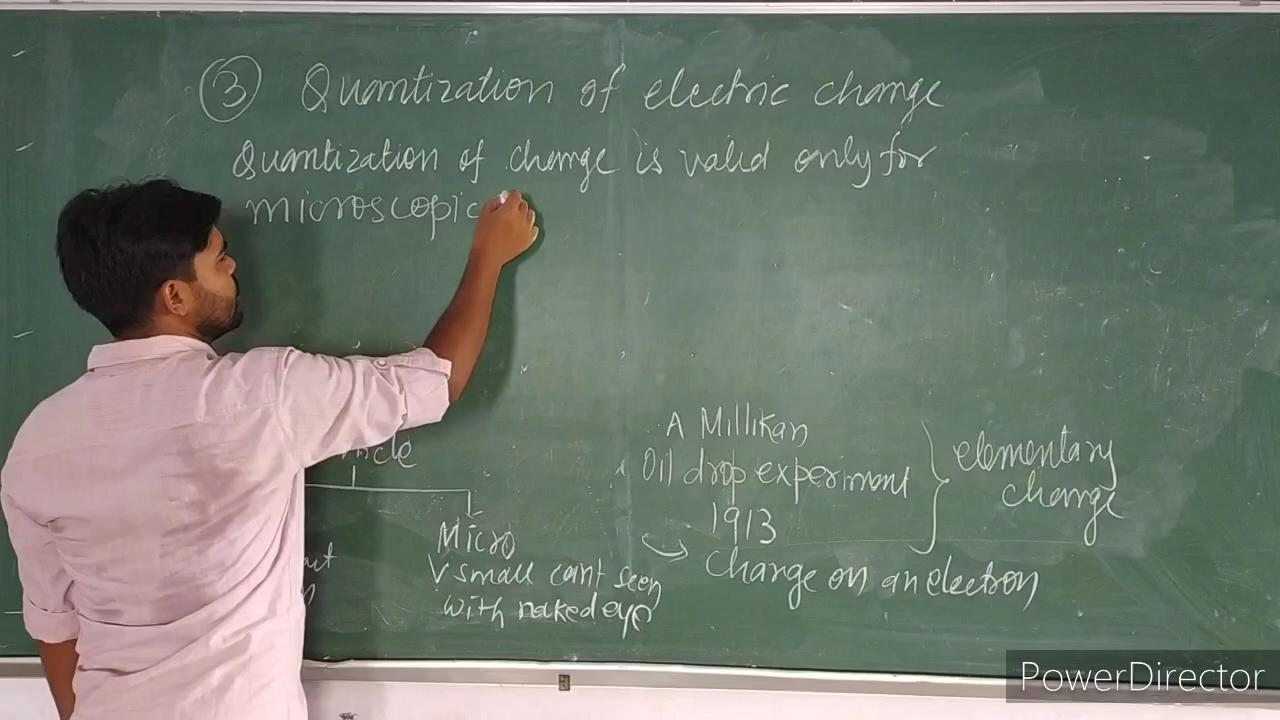 ③ Quantization of electric charge
Quantization of charge is valid only for
microscopic
Micro
V small can't seen
with naked eye
A Millikan
Oil drop experiment
1913
elementary
charge
Charge on an electron
PowerDirector